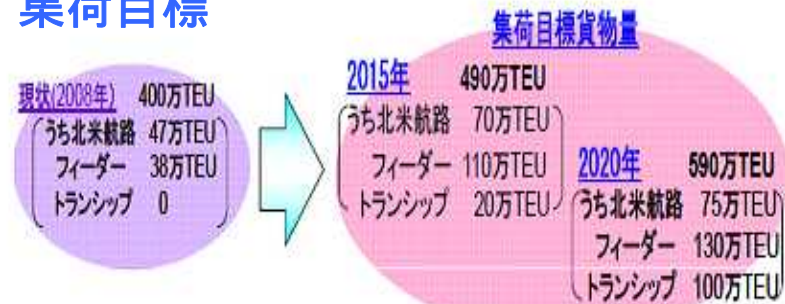 集荷目標
集荷目標貨物量
現状(2008年) 400万TEU
うち北米航路 47万TEU
フィーダー 38万TEU
トランシップ 0
2015年 490万TEU
うち北米航路 70万TEU
フィーダー 110万TEU
トランシップ 20万TEU
2020年 590万TEU
うち北米航路 75万TEU
フィーダー 130万TEU
トランシップ 100万TEU